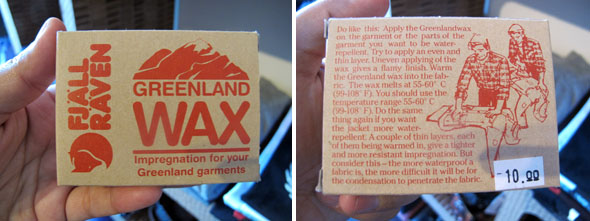 FJÄLL
RÄVEN
GREENLAND
WAX
Impregnation for your
Greenland garments
Do like this: Apply the Greenlandwax
on the garment or the parts of the
garment you want to be water-
repellent. Try to apply an even and
thin layer. Uneven applying of the
wax gives a flamy finish. Warm
the Greenland wax into the fab-
ric. The wax melts at 55-60° C
(99-108° F). You should use the
temperature range 55-60° C
(99-108° F). Do the same
thing again if you want
the jacket more water-
repellent. A couple of thin layers, each
of them being warmed in, give a tighter
and more resistant impregnation. But
consider this – the more waterproof a
fabric is, the more difficult it will be for
the condensation to penetrate the fabric.
10.00